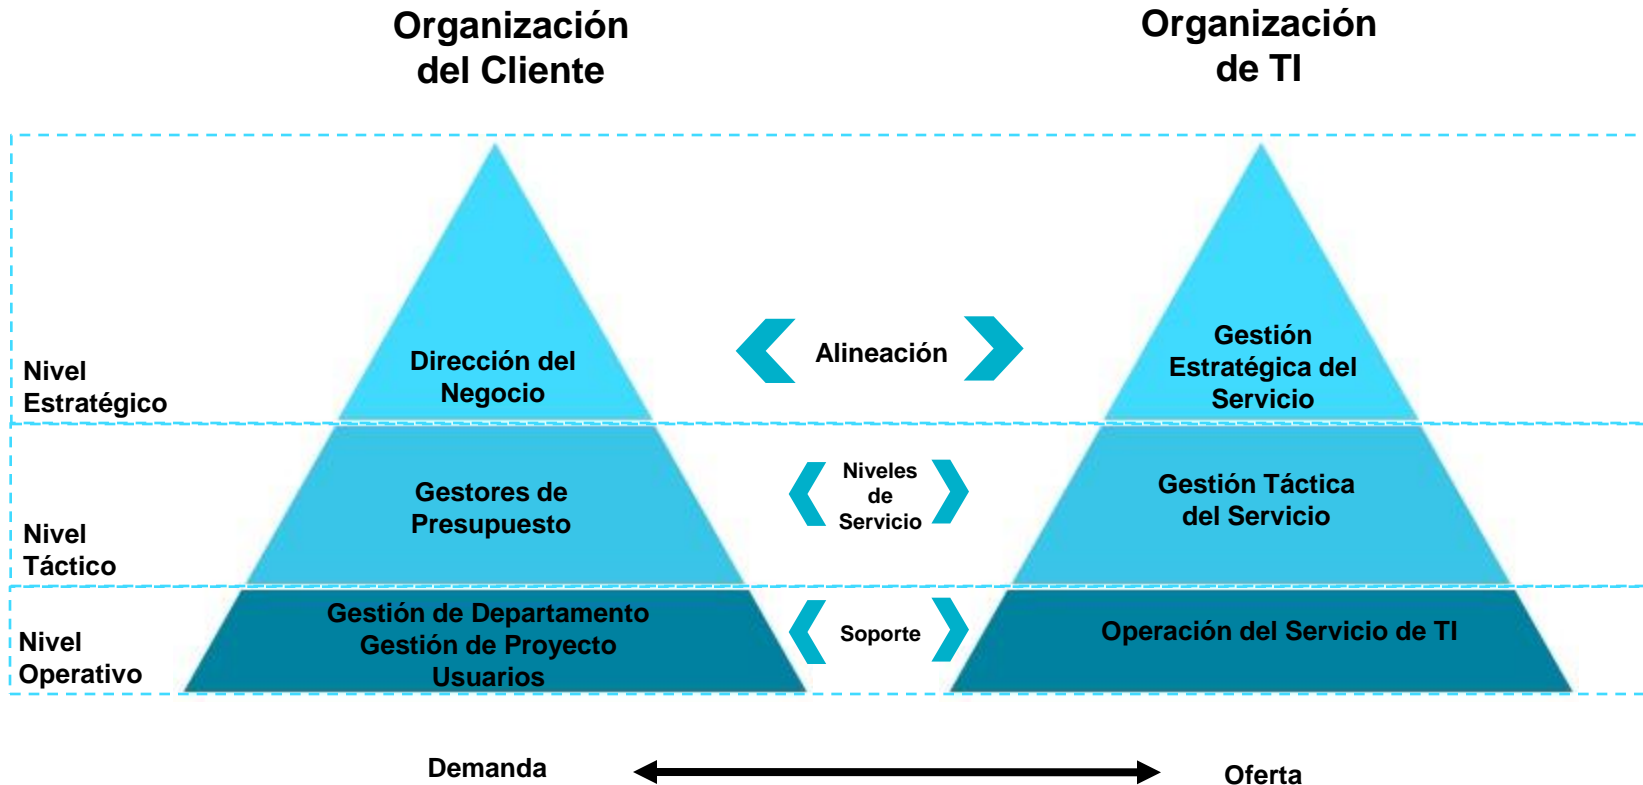 Organización
del Cliente
Organización
de TI
Nivel
Estratégico
Dirección del
Negocio
Alineación
Gestión
Estratégica del
Servicio
Nivel
Táctico
Gestores de
Presupuesto
Niveles
de
Servicio
Gestión Táctica
del Servicio
Nivel
Operativo
Gestión de Departamento
Gestión de Proyecto
Usuarios
Soporte
Operación del Servicio de TI
Demanda
Oferta